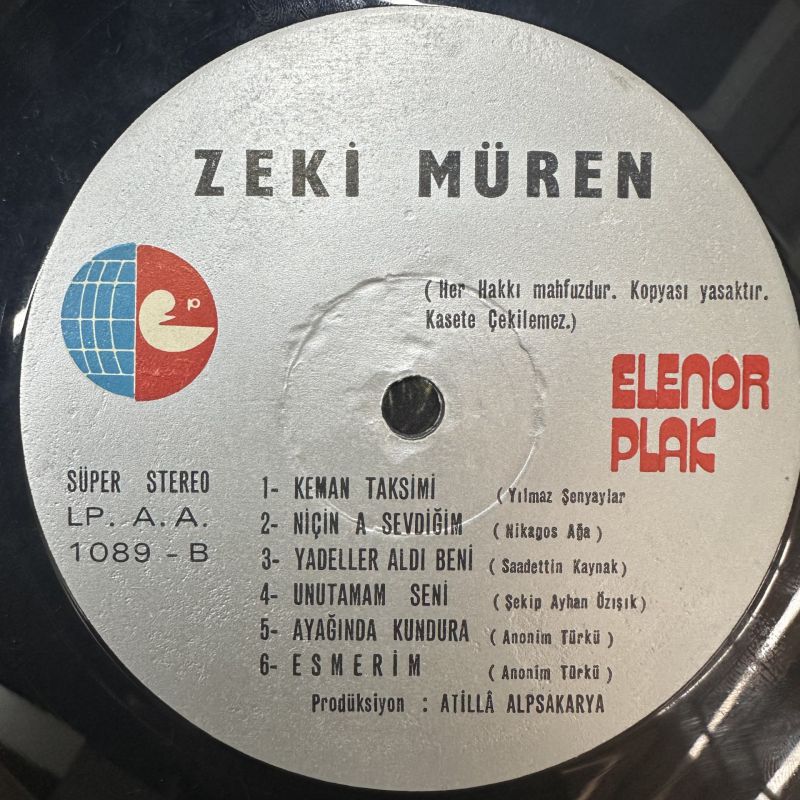 ZEKİ MÜREN
(Her Hakkı mahfuzdur. Kopyası yasaktır.
Kasete Çekilemez.)
p
ELENOR
PLAK
SÜPER STEREO
LP. A. A.
1089 - B
1- KEMAN TAKSİMİ (Yılmaz Şenyaylar
2- NİÇİN A SEVDİĞİM (Nikagos Ağa)
3- YADELLER ALDI BENİ (Saadettin Kaynak)
4- UNUTAMAM SENİ (Şekip Ayhan Özışık)
5- AYAĞINDA KUNDURA (Anonim Türkü)
6- ESMERİM (Anonim Türkü)
Prodüksiyon : ATİLLÂ ALPSAKARYA